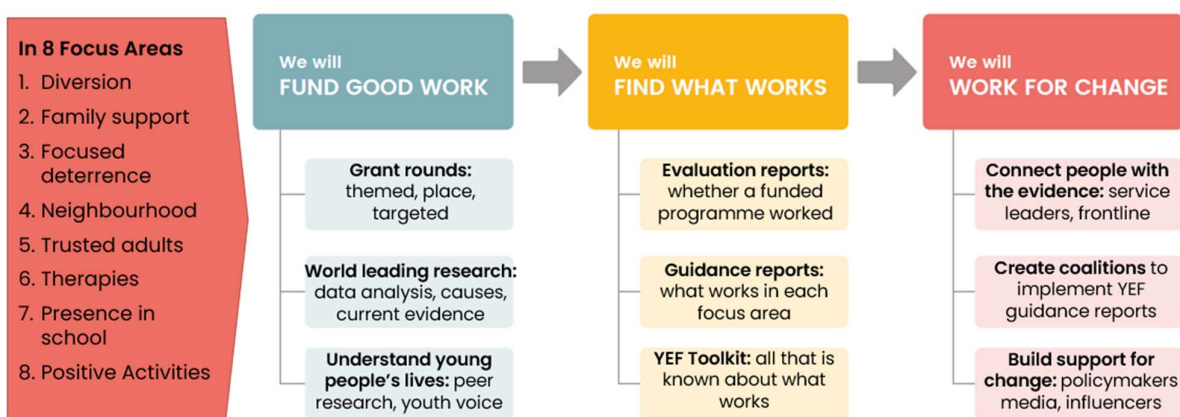 In 8 Focus Areas
1. Diversion
2. Family support
3. Focused
deterrence
4. Neighbourhood
5. Trusted adults
6. Therapies
7. Presence in
school
8. Positive Activities
We will
FUND GOOD WORK
Grant rounds:
themed, place,
targeted
World leading research:
data analysis, causes,
current evidence
Understand young
people's lives: peer
research, youth voice
We will
FIND WHAT WORKS
Evaluation reports:
whether a funded
programme worked
Guidance reports:
what works in each
focus area
YEF Toolkit: all that is
known about what
works
We will
WORK FOR CHANGE
Connect people with
the evidence: service
leaders, frontline
Create coalitions to
implement YEF
guidance reports
Build support for
change: policymakers
media, influencers